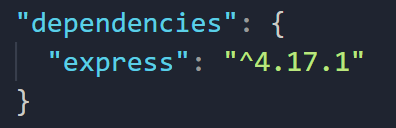 "dependencies": {
"express": "^4.17.1"
}